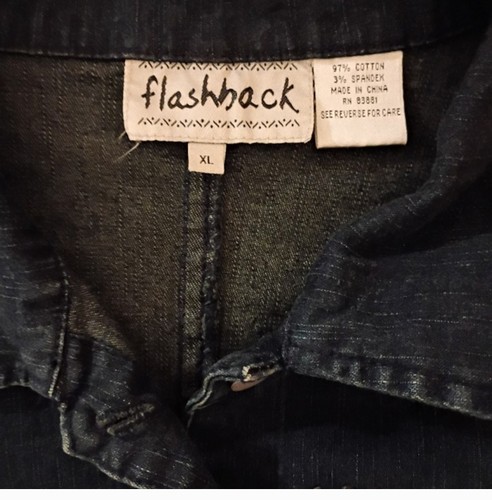 flashback
XL
97% COTTON
3% SPANDEX
MADE IN CHINA
RN 83881
SEE REVERSE FOR CARE